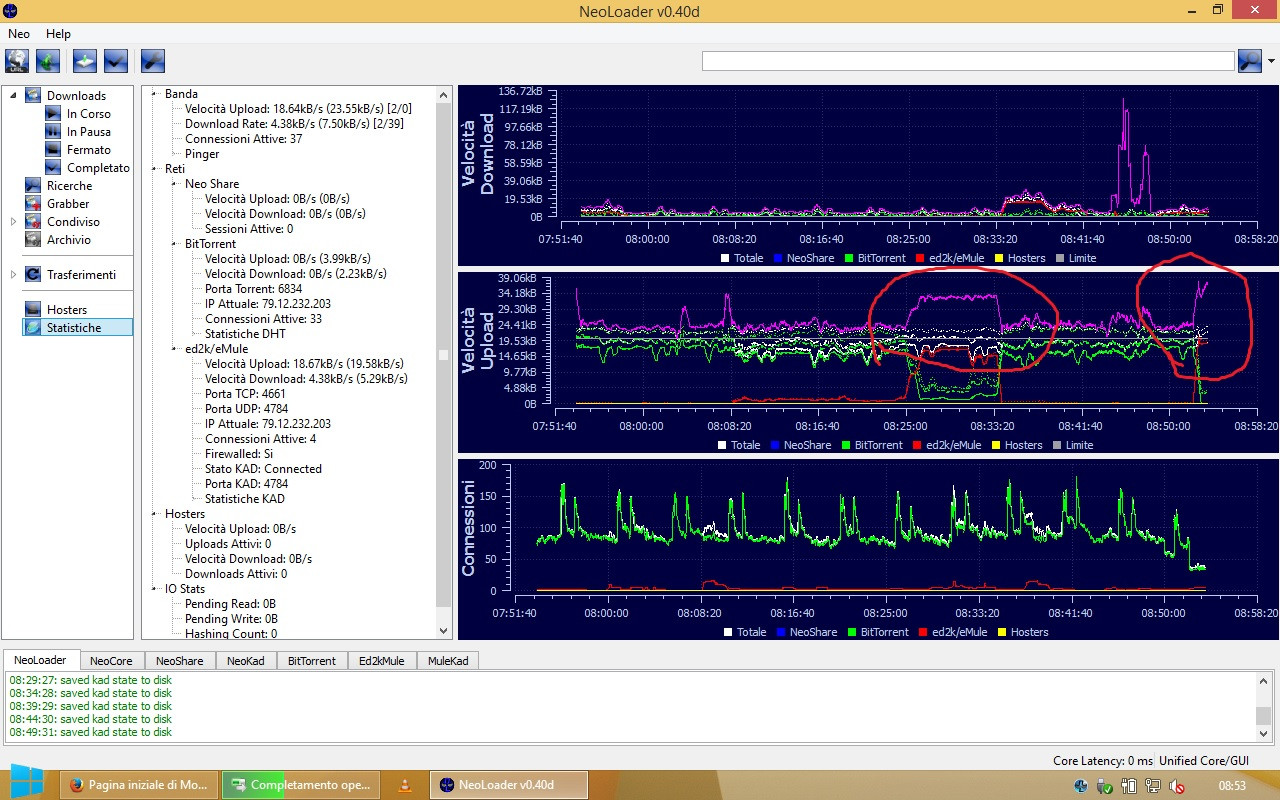 NeoLoader v0.40d
Neo Help
URL
Downloads
In Corso
In Pausa
Fermato
Completato
Ricerche
Grabber
Condiviso
Archivio
Trasferimenti
Hosters
Statistiche
Banda
Velocità Upload: 18.64kB/s (23.55kB/s) [2/0]
Download Rate: 4.38kB/s (7.50kB/s) [2/39]
Connessioni Attive: 37
Pinger
Reti
Neo Share
Velocità Upload: 0B/s (0B/s)
Velocità Download: 0B/s (0B/s)
Sessioni Attive: 0
BitTorrent
Velocità Upload: 0B/s (3.99kB/s)
Velocità Download: 0B/s (2.23kB/s)
Porta Torrent: 6834
IP Attuale: 79.12.232.203
Connessioni Attive: 33
Statistiche DHT
ed2k/eMule
Velocità Upload: 18.67kB/s (19.58kB/s)
Velocità Download: 4.38kB/s (5.29kB/s)
Porta TCP: 4661
Porta UDP: 4784
IP Attuale: 79.12.232.203
Connessioni Attive: 4
Firewalled: Si
Stato KAD: Connected
Porta KAD: 4784
Statistiche KAD
Hosters
Velocità Upload: 0B/s
Uploads Attivi: 0
Velocità Download: 0B/s
Downloads Attivi: 0
IO Stats
Pending Read: 0B
Pending Write: 0B
Hashing Count: 0
Velocità
Download
136.72kB
117.19kB
97.66kB
78.12kB
58.59kB
39.06kB
19.53kB
0B
07:51:40 08:00:00 08:08:20 08:16:40 08:25:00 08:33:20 08:41:40 08:50:00 08:58:20
Totale NeoShare BitTorrent ed2k/eMule Hosters Limite
Velocità
Upload
39.06kB
34.18kB
29.30kB
24.41kB
19.53kB
14.65kB
9.77kB
4.88kB
0B
07:51:40 08:00:00 08:08:20 08:16:40 08:25:00 08:33:20 08:41:40 08:50:00 08:58:20
Totale NeoShare BitTorrent ed2k/eMule Hosters Limite
Connessioni
200
150
100
50
0
07:51:40 08:00:00 08:08:20 08:16:40 08:25:00 08:33:20 08:41:40 08:50:00 08:58:20
Totale NeoShare BitTorrent ed2k/eMule Hosters
NeoLoader NeoCore NeoShare NeoKad BitTorrent Ed2kMule MuleKad
08:29:27: saved kad state to disk
08:34:28: saved kad state to disk
08:39:29: saved kad state to disk
08:44:30: saved kad state to disk
08:49:31: saved kad state to disk
Core Latency: 0 ms Unified Core/GUI
Pagina iniziale di Mo... Completamento ope... NeoLoader v0.40d 08:53